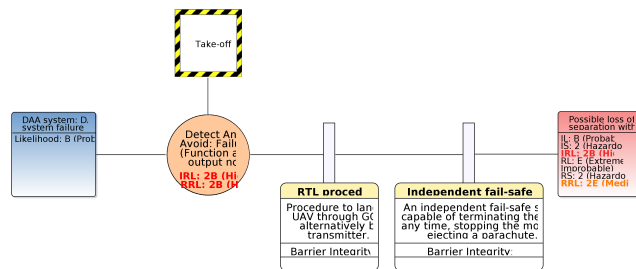 Take-off
DAA system: D.
system failure
Likelihood: B (Prob
Detect An
Avoid: Failu
(Function a
output no
IRL: 2B (Hi
RRL: 2B (H
Possible loss of
separation with
IL: B (Probab
IS: 2 (Hazardo
IRL: 2B (Hi
RL: E (Extreme
Improbable)
RS: 2 (Hazardo
RRL: 2E (Medi
RTL proced
Procedure to lan
UAV through GC
alternatively b
transmitter.
Barrier Integrity
Independent fail-safe
An independent fail-safe s
capable of terminating the
any time, stopping the mo
ejecting a parachute.
Barrier Integrity: